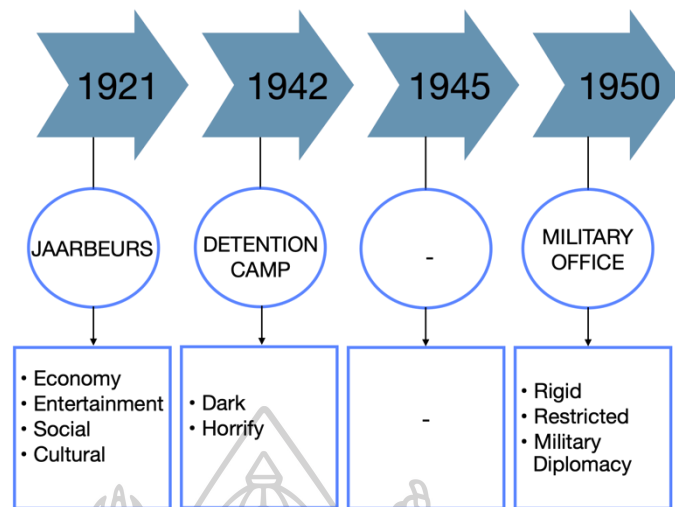 1921
1942
1945
1950
JAARBEURS
DETENTION
CAMP
-
MILITARY
OFFICE
• Economy
• Entertainment
• Social
• Cultural
• Dark
• Horrify
-
• Rigid
• Restricted
• Military
Diplomacy